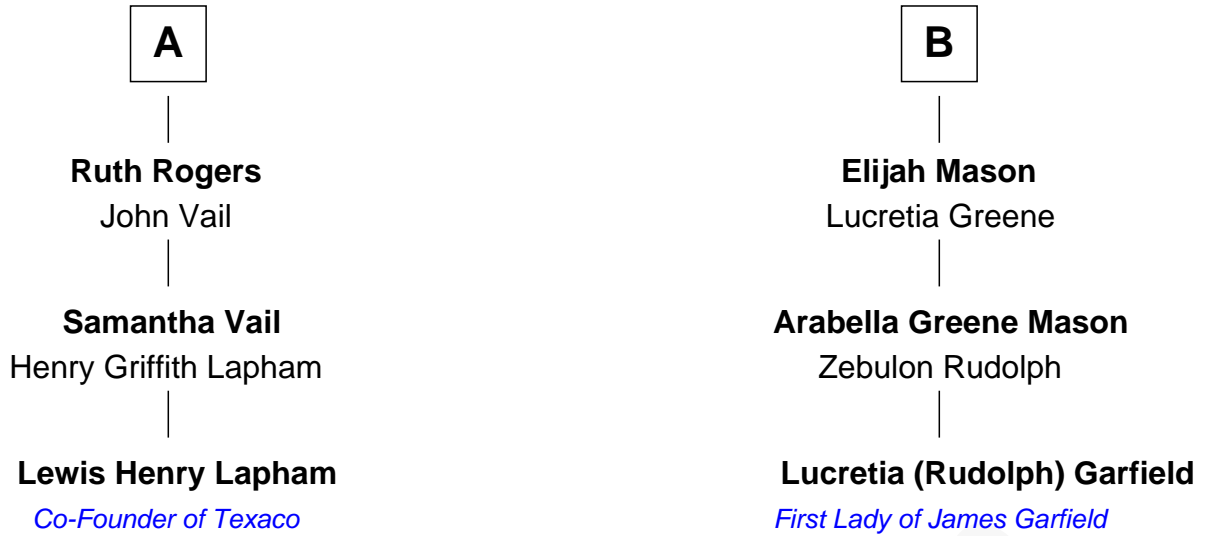 A
Ruth Rogers
John Vail
Samantha Vail
Henry Griffith Lapham
Lewis Henry Lapham
Co-Founder of Texaco
B
Elijah Mason
Lucretia Greene
Arabella Greene Mason
Zebulon Rudolph
Lucretia (Rudolph) Garfield
First Lady of James Garfield